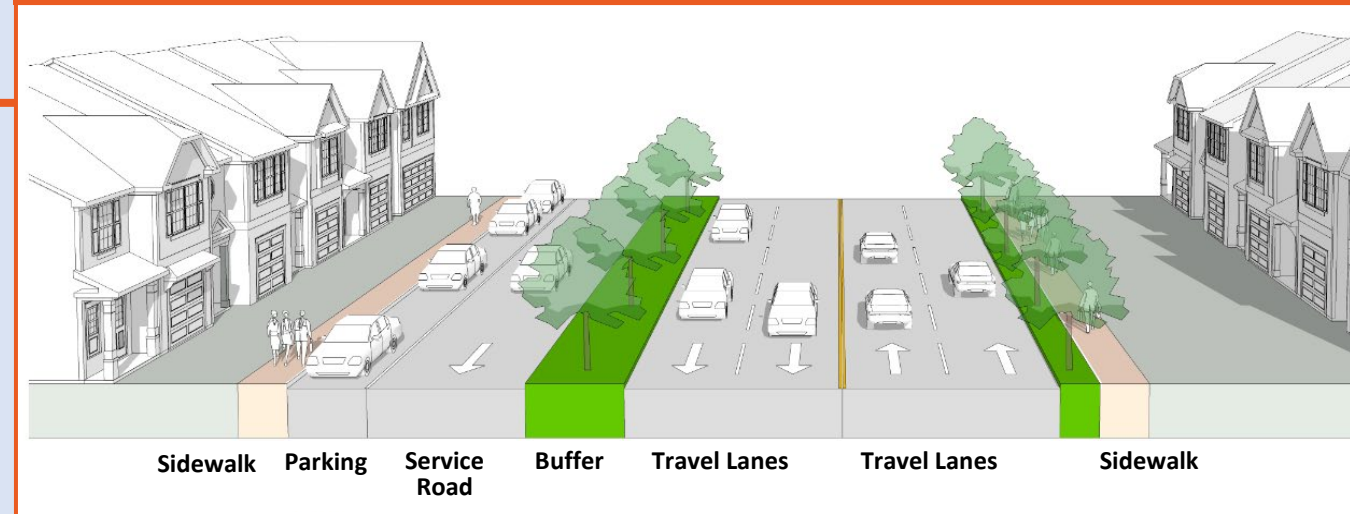 Sidewalk
Parking
Service
Road
Buffer
Travel Lanes
Travel Lanes
Sidewalk